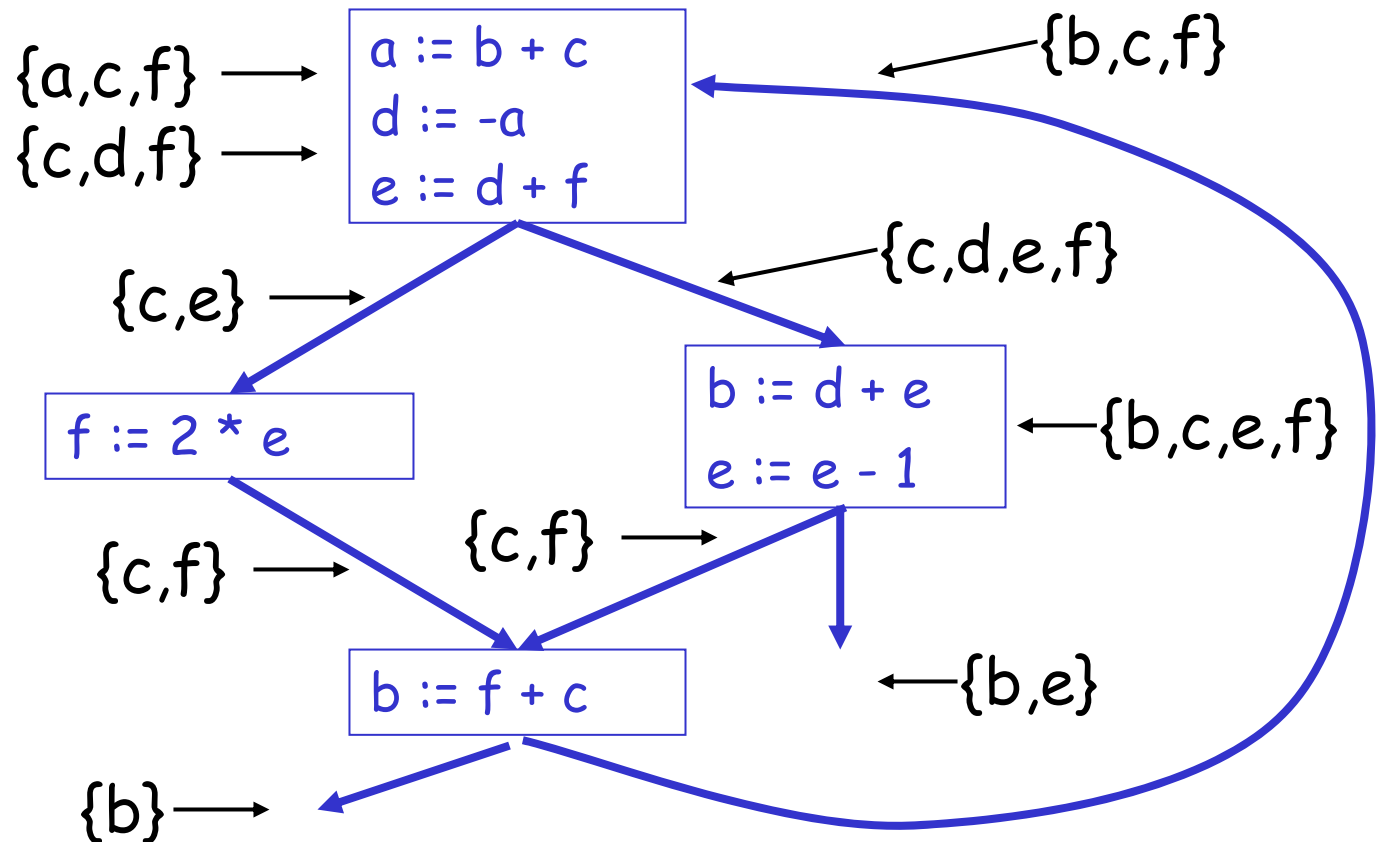 {b,c,f}
a := b + c
{a,c,f}
d := -a
{c,d,f}
e := d + f
{c,d,e,f}
{c,e}
b := d + e
f := 2 * e
{b,c,e,f}
e := e - 1
{c,f}
{c,f}
b := f + c
{b,e}
{b}